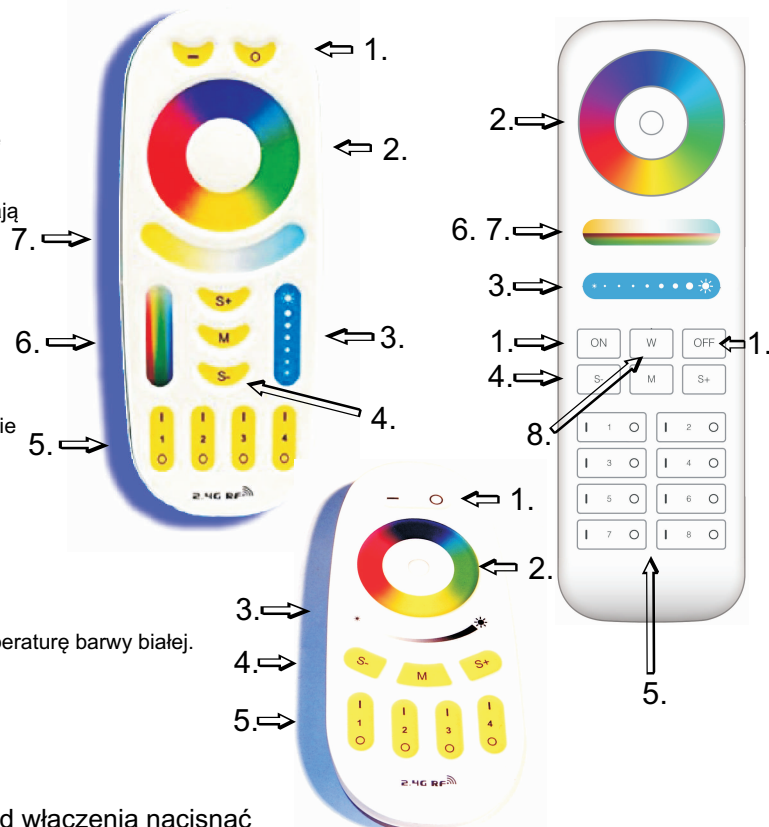 1.
2.
ają
7.
6.
S+
M
S-
3.
4.
ie
5.
I I I I
1 2 3 4
O O O O
2.4G RF
2.
6. 7.
3.
1.
ON W OFF
1.
4.
S- M S+
8.
I 1 O I 2 O
I 3 O I 4 O
I 5 O I 6 O
I 7 O I 8 O
5.
1.
2.
3.
peraturę barwy białej.
4.
S- M S+
5.
I I I I
1 2 3 4
O O O O
2.4G RF
d włączenia nacisnąć